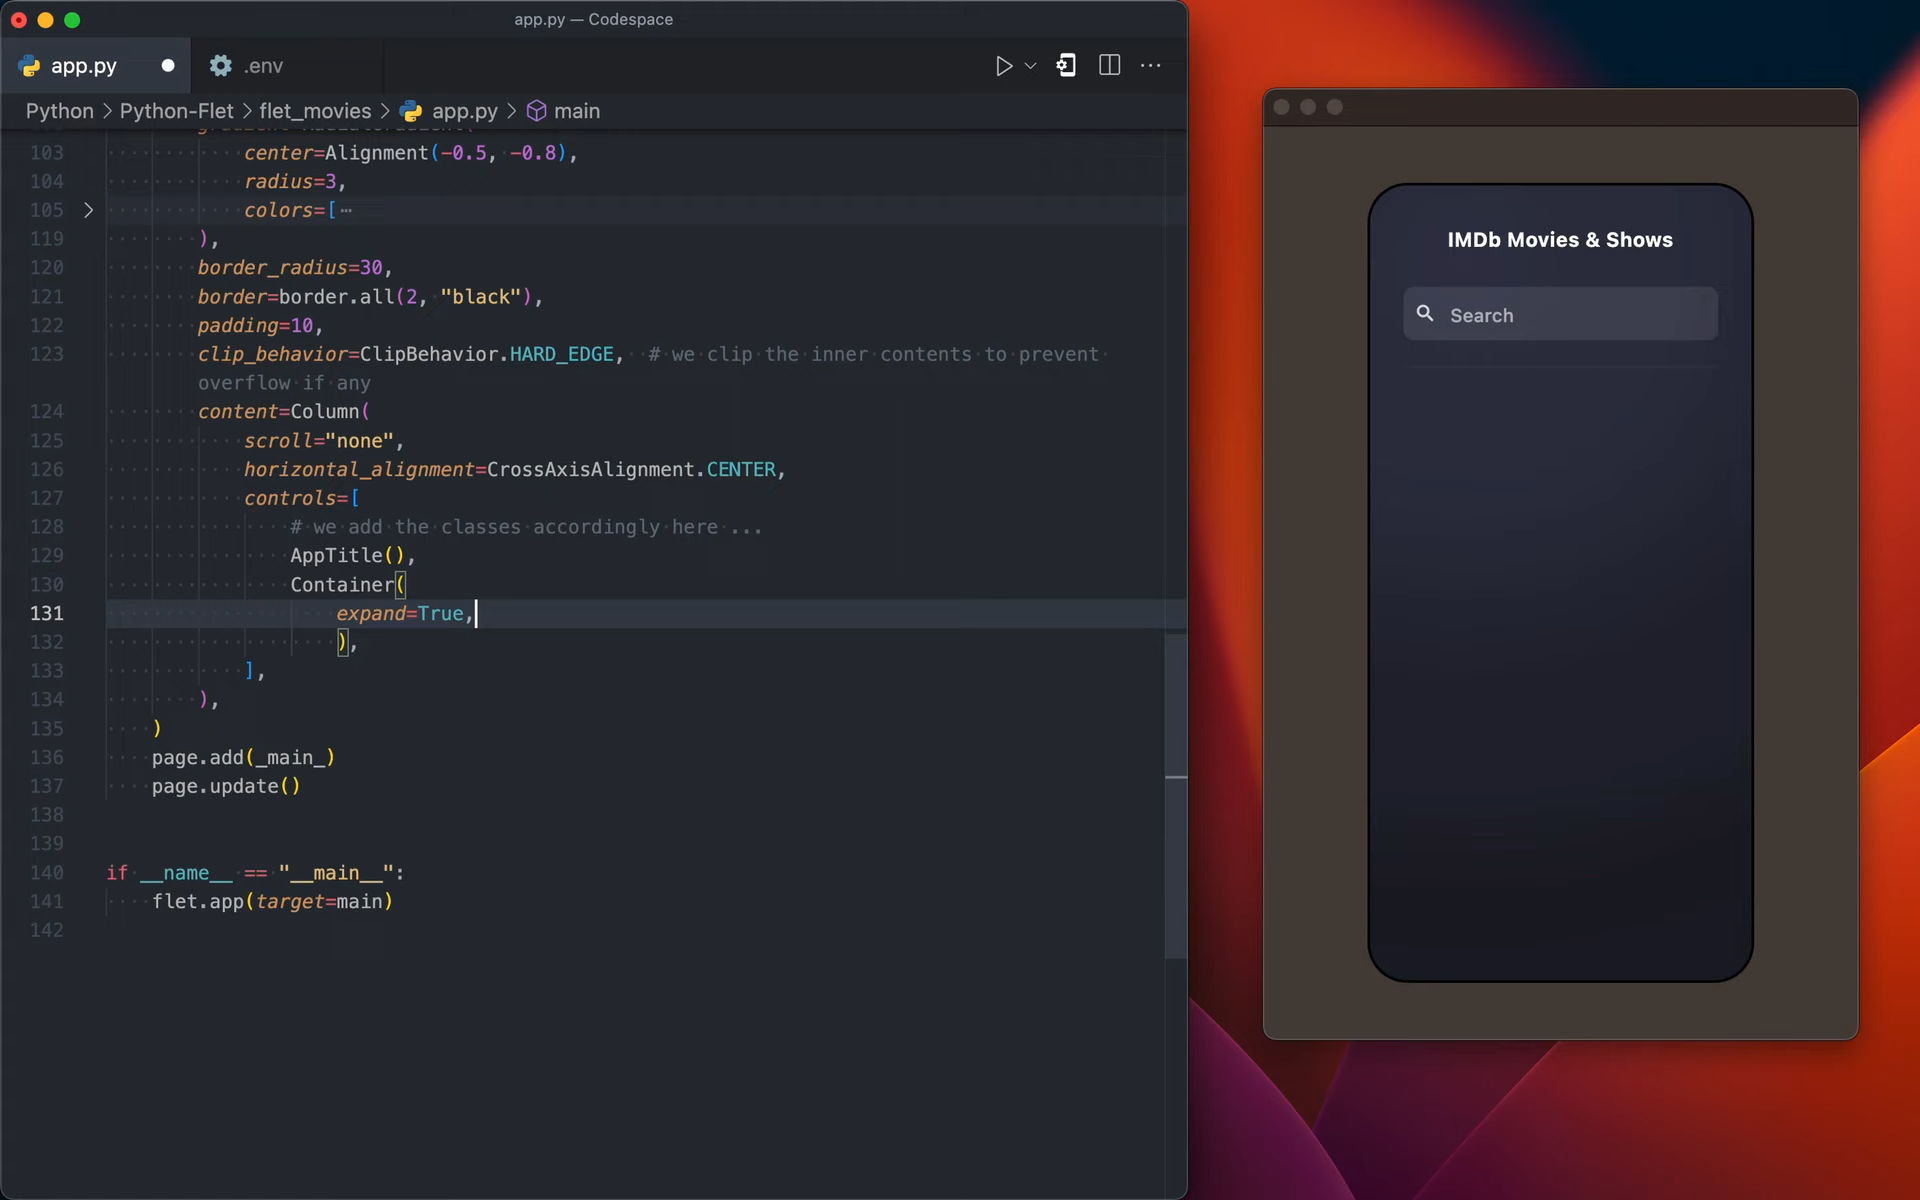 app.py — Codespace
app.py
.env
Python > Python-Flet > flet_movies > app.py > main
103 center=Alignment(-0.5, -0.8),
104 radius=3,
105 colors=[…
119 ),
120 border_radius=30,
121 border=border.all(2, "black"),
122 padding=10,
123 clip_behavior=ClipBehavior.HARD_EDGE, # we clip the inner contents to prevent
overflow if any
124 content=Column(
125 scroll="none",
126 horizontal_alignment=CrossAxisAlignment.CENTER,
127 controls=[
128 # we add the classes accordingly here ...
129 AppTitle(),
130 Container(
131 expand=True,
132 ),
133 ],
134 ),
135 )
136 page.add(_main_)
137 page.update()
138
139
140 if __name__ == "__main__":
141 flet.app(target=main)
142
IMDb Movies & Shows
Search